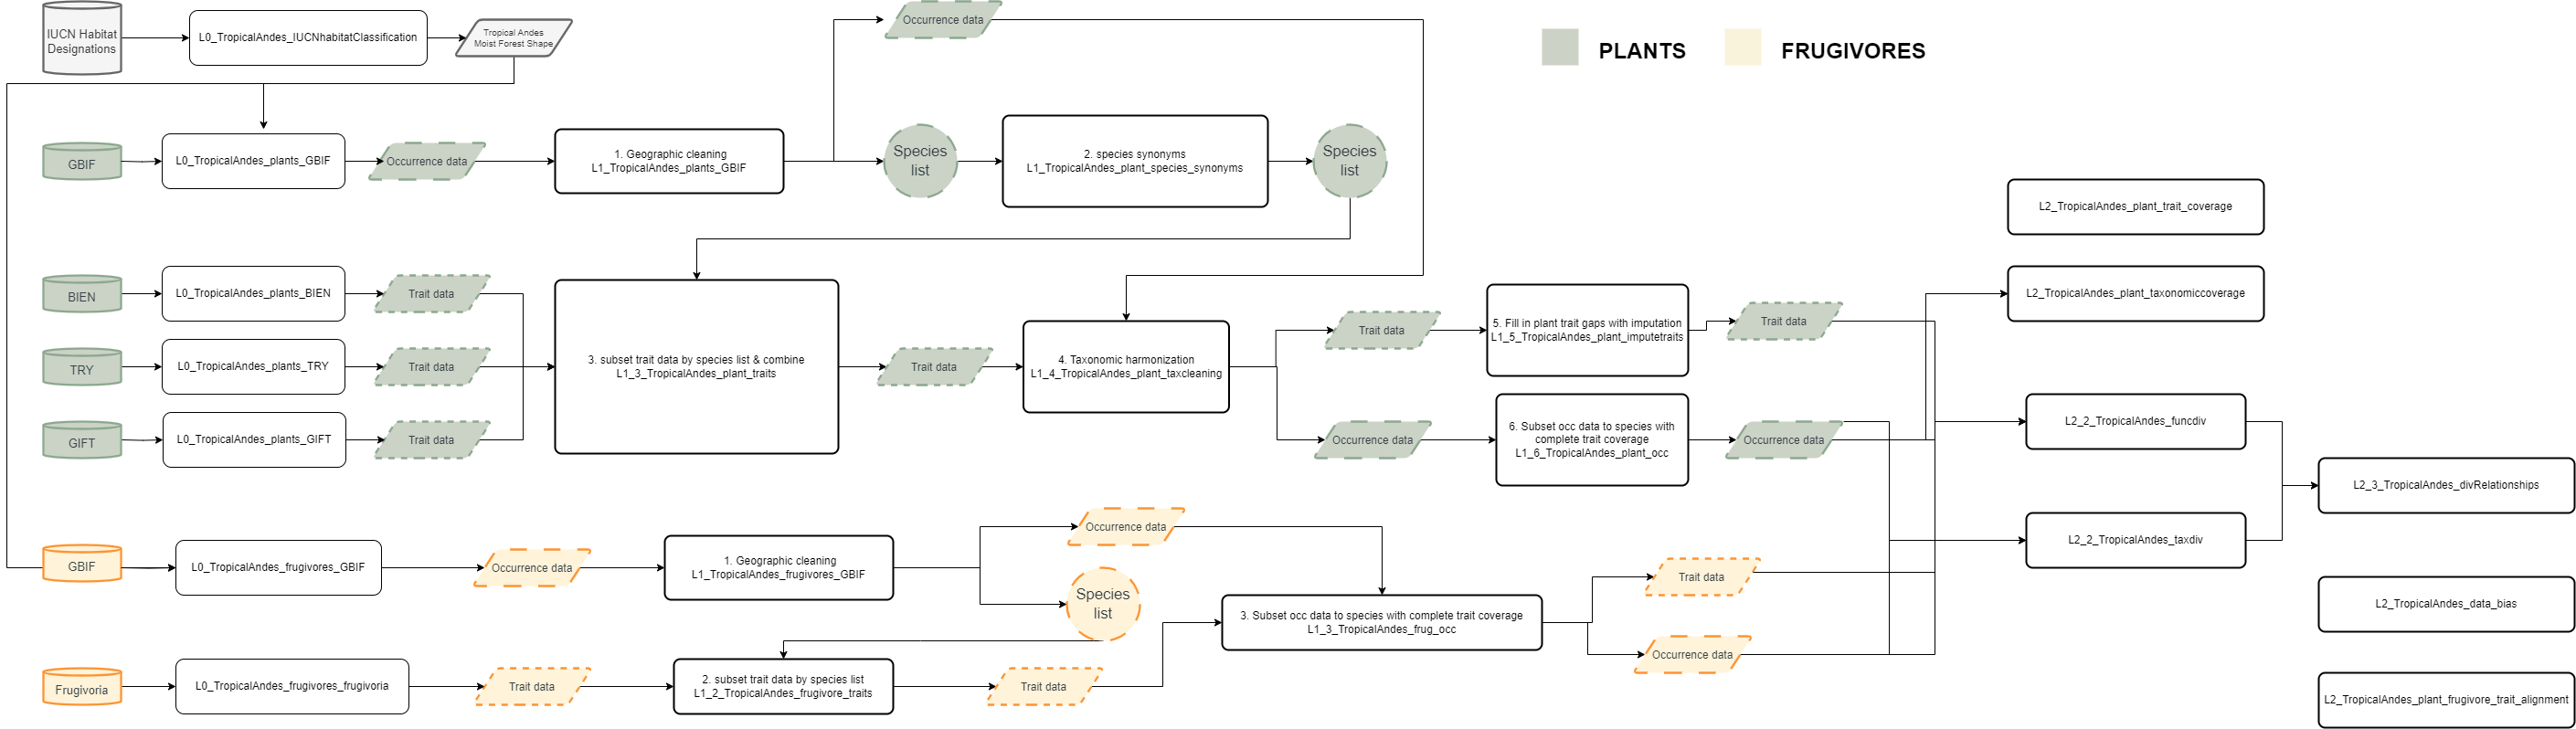 IUCN Habitat
Designations
L0_TropicalAndes_IUCNhabitatClassification
Tropical Andes
Moist Forest Shape
Occurrence data
PLANTS
FRUGIVORES
GBIF
L0_TropicalAndes_plants_GBIF
Occurrence data
1. Geographic cleaning
L1_TropicalAndes_plants_GBIF
Species
list
2. species synonyms
L1_TropicalAndes_plant_species_synonyms
Species
list
L2_TropicalAndes_plant_trait_coverage
BIEN
L0_TropicalAndes_plants_BIEN
Trait data
L2_TropicalAndes_plant_taxonomiccoverage
TRY
L0_TropicalAndes_plants_TRY
Trait data
3. subset trait data by species list & combine
L1_3_TropicalAndes_plant_traits
Trait data
4. Taxonomic harmonization
L1_4_TropicalAndes_plant_taxcleaning
Trait data
5. Fill in plant trait gaps with imputation
L1_5_TropicalAndes_plant_imputetraits
Trait data
GIFT
L0_TropicalAndes_plants_GIFT
Trait data
Occurrence data
6. Subset occ data to species with
complete trait coverage
L1_6_TropicalAndes_plant_occ
Occurrence data
L2_2_TropicalAndes_funcdiv
L2_3_TropicalAndes_divRelationships
L2_2_TropicalAndes_taxdiv
GBIF
L0_TropicalAndes_frugivores_GBIF
Occurrence data
1. Geographic cleaning
L1_TropicalAndes_frugivores_GBIF
Occurrence data
Species
list
3. Subset occ data to species with complete trait coverage
L1_3_TropicalAndes_frug_occ
Trait data
Occurrence data
L2_TropicalAndes_data_bias
Frugivoria
L0_TropicalAndes_frugivores_frugivoria
Trait data
2. subset trait data by species list
L1_2_TropicalAndes_frugivore_traits
Trait data
L2_TropicalAndes_plant_frugivore_trait_alignment